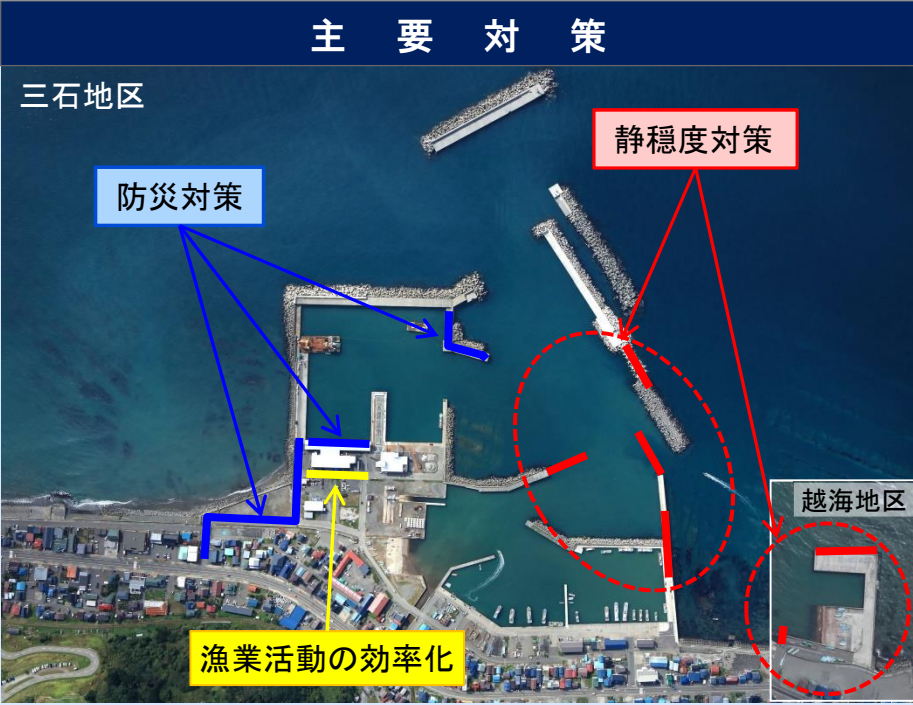 主要対策
三石地区
静穏度対策
防災対策
越海地区
漁業活動の効率化